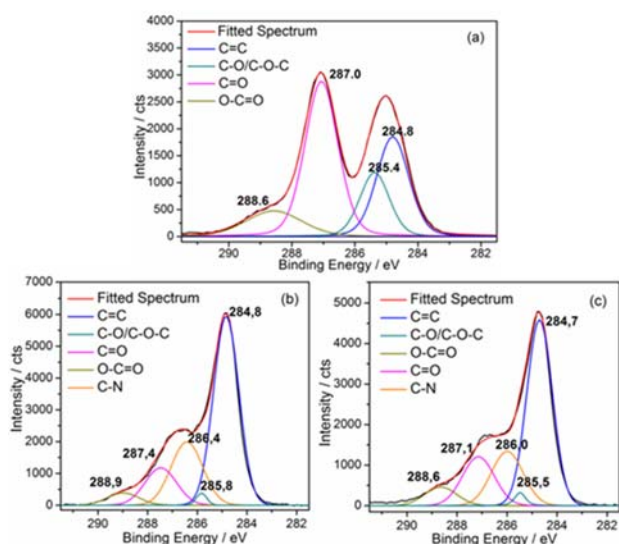 (a)
Fitted Spectrum
C=C
C-O/C-O-C
C=O
O-C=O
287.0
284.8
285.4
288.6
4000
3500
3000
2500
2000
1500
1000
500
0
Intensity / cts
290 288 286 284 282
Binding Energy / eV
(b)
Fitted Spectrum
C=C
C-O/C-O-C
C=O
O-C=O
C-N
284,8
286,4
287,4
285,8
288,9
7000
6000
5000
4000
3000
2000
1000
0
Intensity / cts
290 288 286 284 282
Binding Energy / eV
(c)
Fitted Spectrum
C=C
C-O/C-O-C
O-C=O
C=O
C-N
284,7
286,0
287,1
285,5
288,6
5000
4000
3000
2000
1000
0
Intensity / cts
290 288 286 284 282
Binding Energy / eV